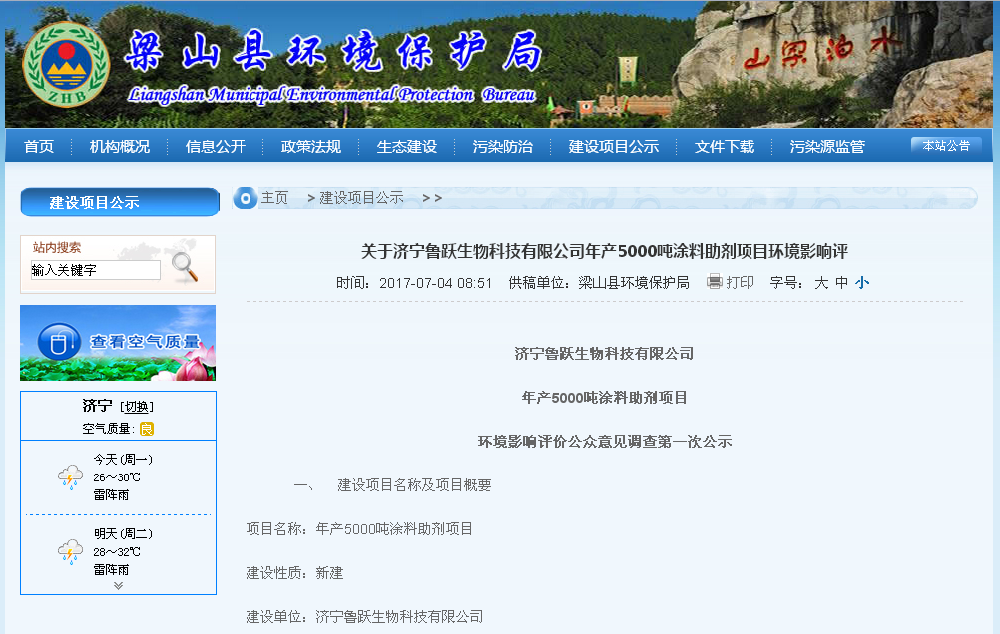 梁山县环境保护局
Liangshan Municipal Environmental Protection Bureau
ZHB
水泊梁山
首页 机构概况 信息公开 政策法规 生态建设 污染防治 建设项目公示 文件下载 污染源监管 本站公告
建设项目公示
主页 > 建设项目公示 > >
站内搜索
输入关键字
查看空气质量
济宁 [切换]
空气质量: 良
今天(周一)
26～30℃
雷阵雨
明天(周二)
28～32℃
雷阵雨
关于济宁鲁跃生物科技有限公司年产5000吨涂料助剂项目环境影响评
时间：2017-07-04 08:51 供稿单位：梁山县环境保护局 打印 字号： 大 中 小
济宁鲁跃生物科技有限公司
年产5000吨涂料助剂项目
环境影响评价公众意见调查第一次公示
一、 建设项目名称及项目概要
项目名称：年产5000吨涂料助剂项目
建设性质：新建
建设单位：济宁鲁跃生物科技有限公司